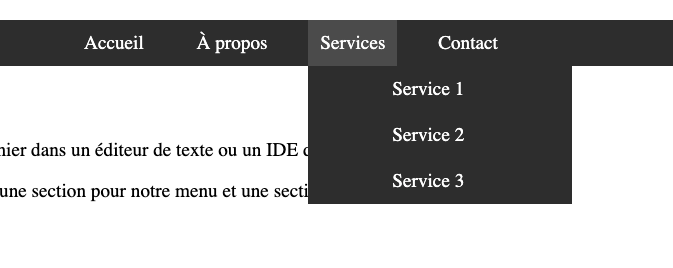 Accueil À propos Services Contact
Service 1
Service 2
nier dans un éditeur de texte ou un IDE
Service 3
une section pour notre menu et une secti